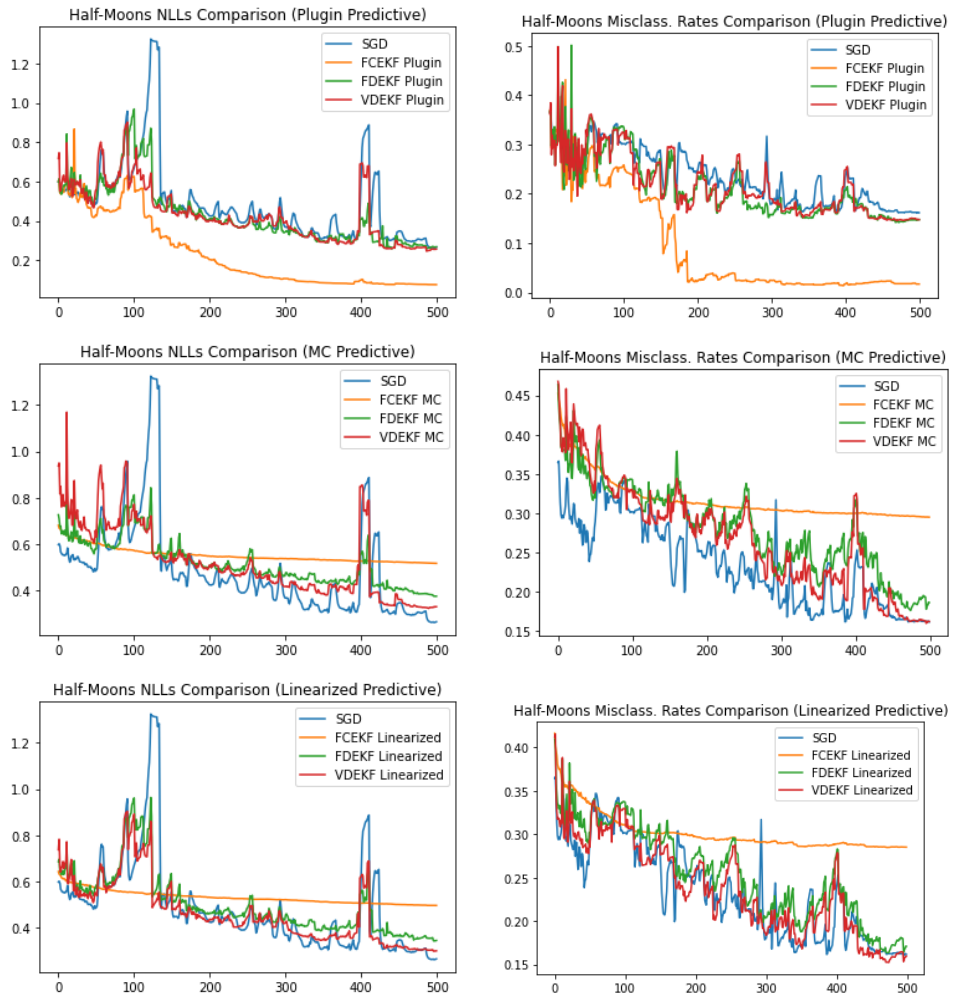 Half-Moons NLLs Comparison (Plugin Predictive)
SGD
FCEKF Plugin
FDEKF Plugin
VDEKF Plugin
1.2
1.0
0.8
0.6
0.4
0.2
0 100 200 300 400 500
Half-Moons Misclass. Rates Comparison (Plugin Predictive)
SGD
FCEKF Plugin
FDEKF Plugin
VDEKF Plugin
0.5
0.4
0.3
0.2
0.1
0.0
0 100 200 300 400 500
Half-Moons NLLs Comparison (MC Predictive)
SGD
FCEKF MC
FDEKF MC
VDEKF MC
1.2
1.0
0.8
0.6
0.4
0 100 200 300 400 500
Half-Moons Misclass. Rates Comparison (MC Predictive)
SGD
FCEKF MC
FDEKF MC
VDEKF MC
0.45
0.40
0.35
0.30
0.25
0.20
0.15
0 100 200 300 400 500
Half-Moons NLLs Comparison (Linearized Predictive)
SGD
FCEKF Linearized
FDEKF Linearized
VDEKF Linearized
1.2
1.0
0.8
0.6
0.4
0 100 200 300 400 500
Half-Moons Misclass. Rates Comparison (Linearized Predictive)
SGD
FCEKF Linearized
FDEKF Linearized
VDEKF Linearized
0.40
0.35
0.30
0.25
0.20
0.15
0 100 200 300 400 500